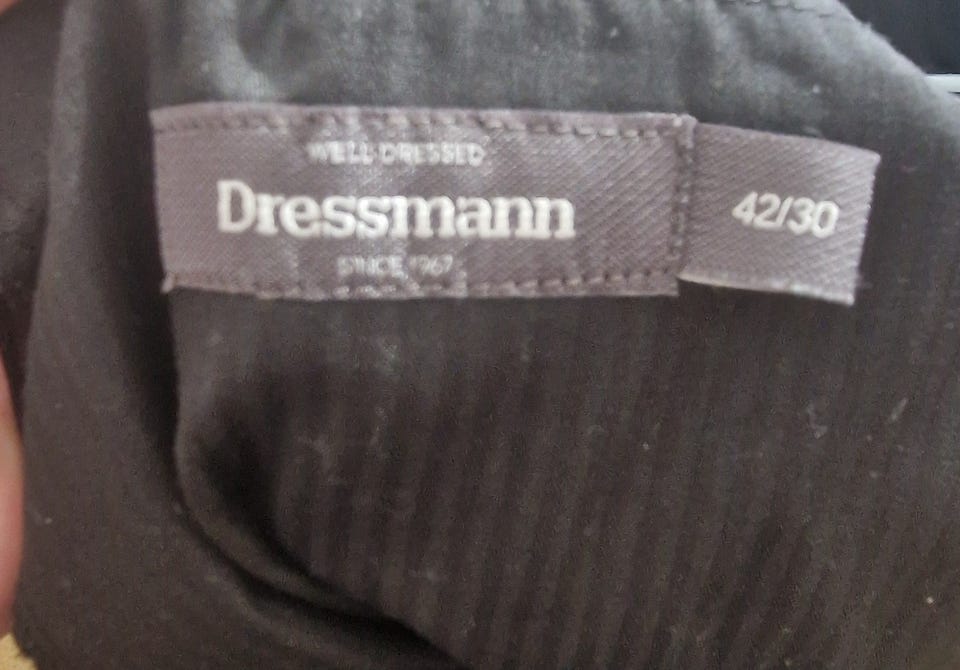 WELL DRESSED
Dressmann
SINCE 1967
42/30